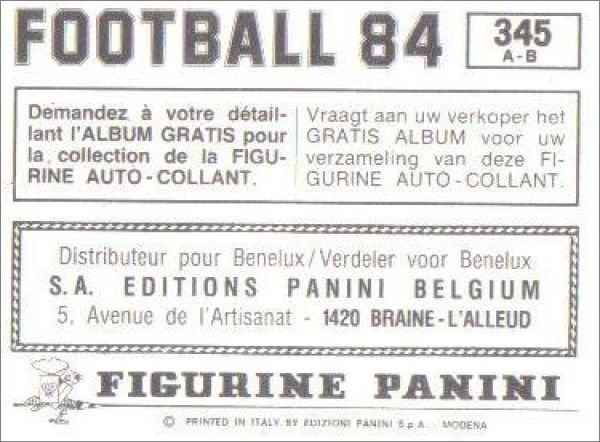 FOOTBALL 84
345
A-B
Demandez à votre détail-
lant l'ALBUM GRATIS pour
la collection de la FIGU-
RINE AUTO-COLLANT.
Vraagt aan uw verkoper het
GRATIS ALBUM voor uw
verzameling van deze FI-
GURINE AUTO-COLLANT.
Distributeur pour Benelux/Verdeler voor Benelux
S.A. EDITIONS PANINI BELGIUM
5, Avenue de l'Artisanat - 1420 BRAINE-L'ALLEUD
FIGURINE PANINI
© PRINTED IN ITALY BY EDIZIONI PANINI S.p.A. - MODENA